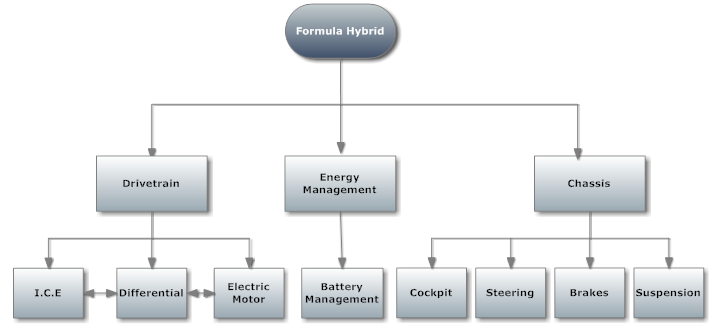 Formula Hybrid
Drivetrain
Energy
Management
Chassis
I.C.E
Differential
Electric
Motor
Battery
Management
Cockpit
Steering
Brakes
Suspension